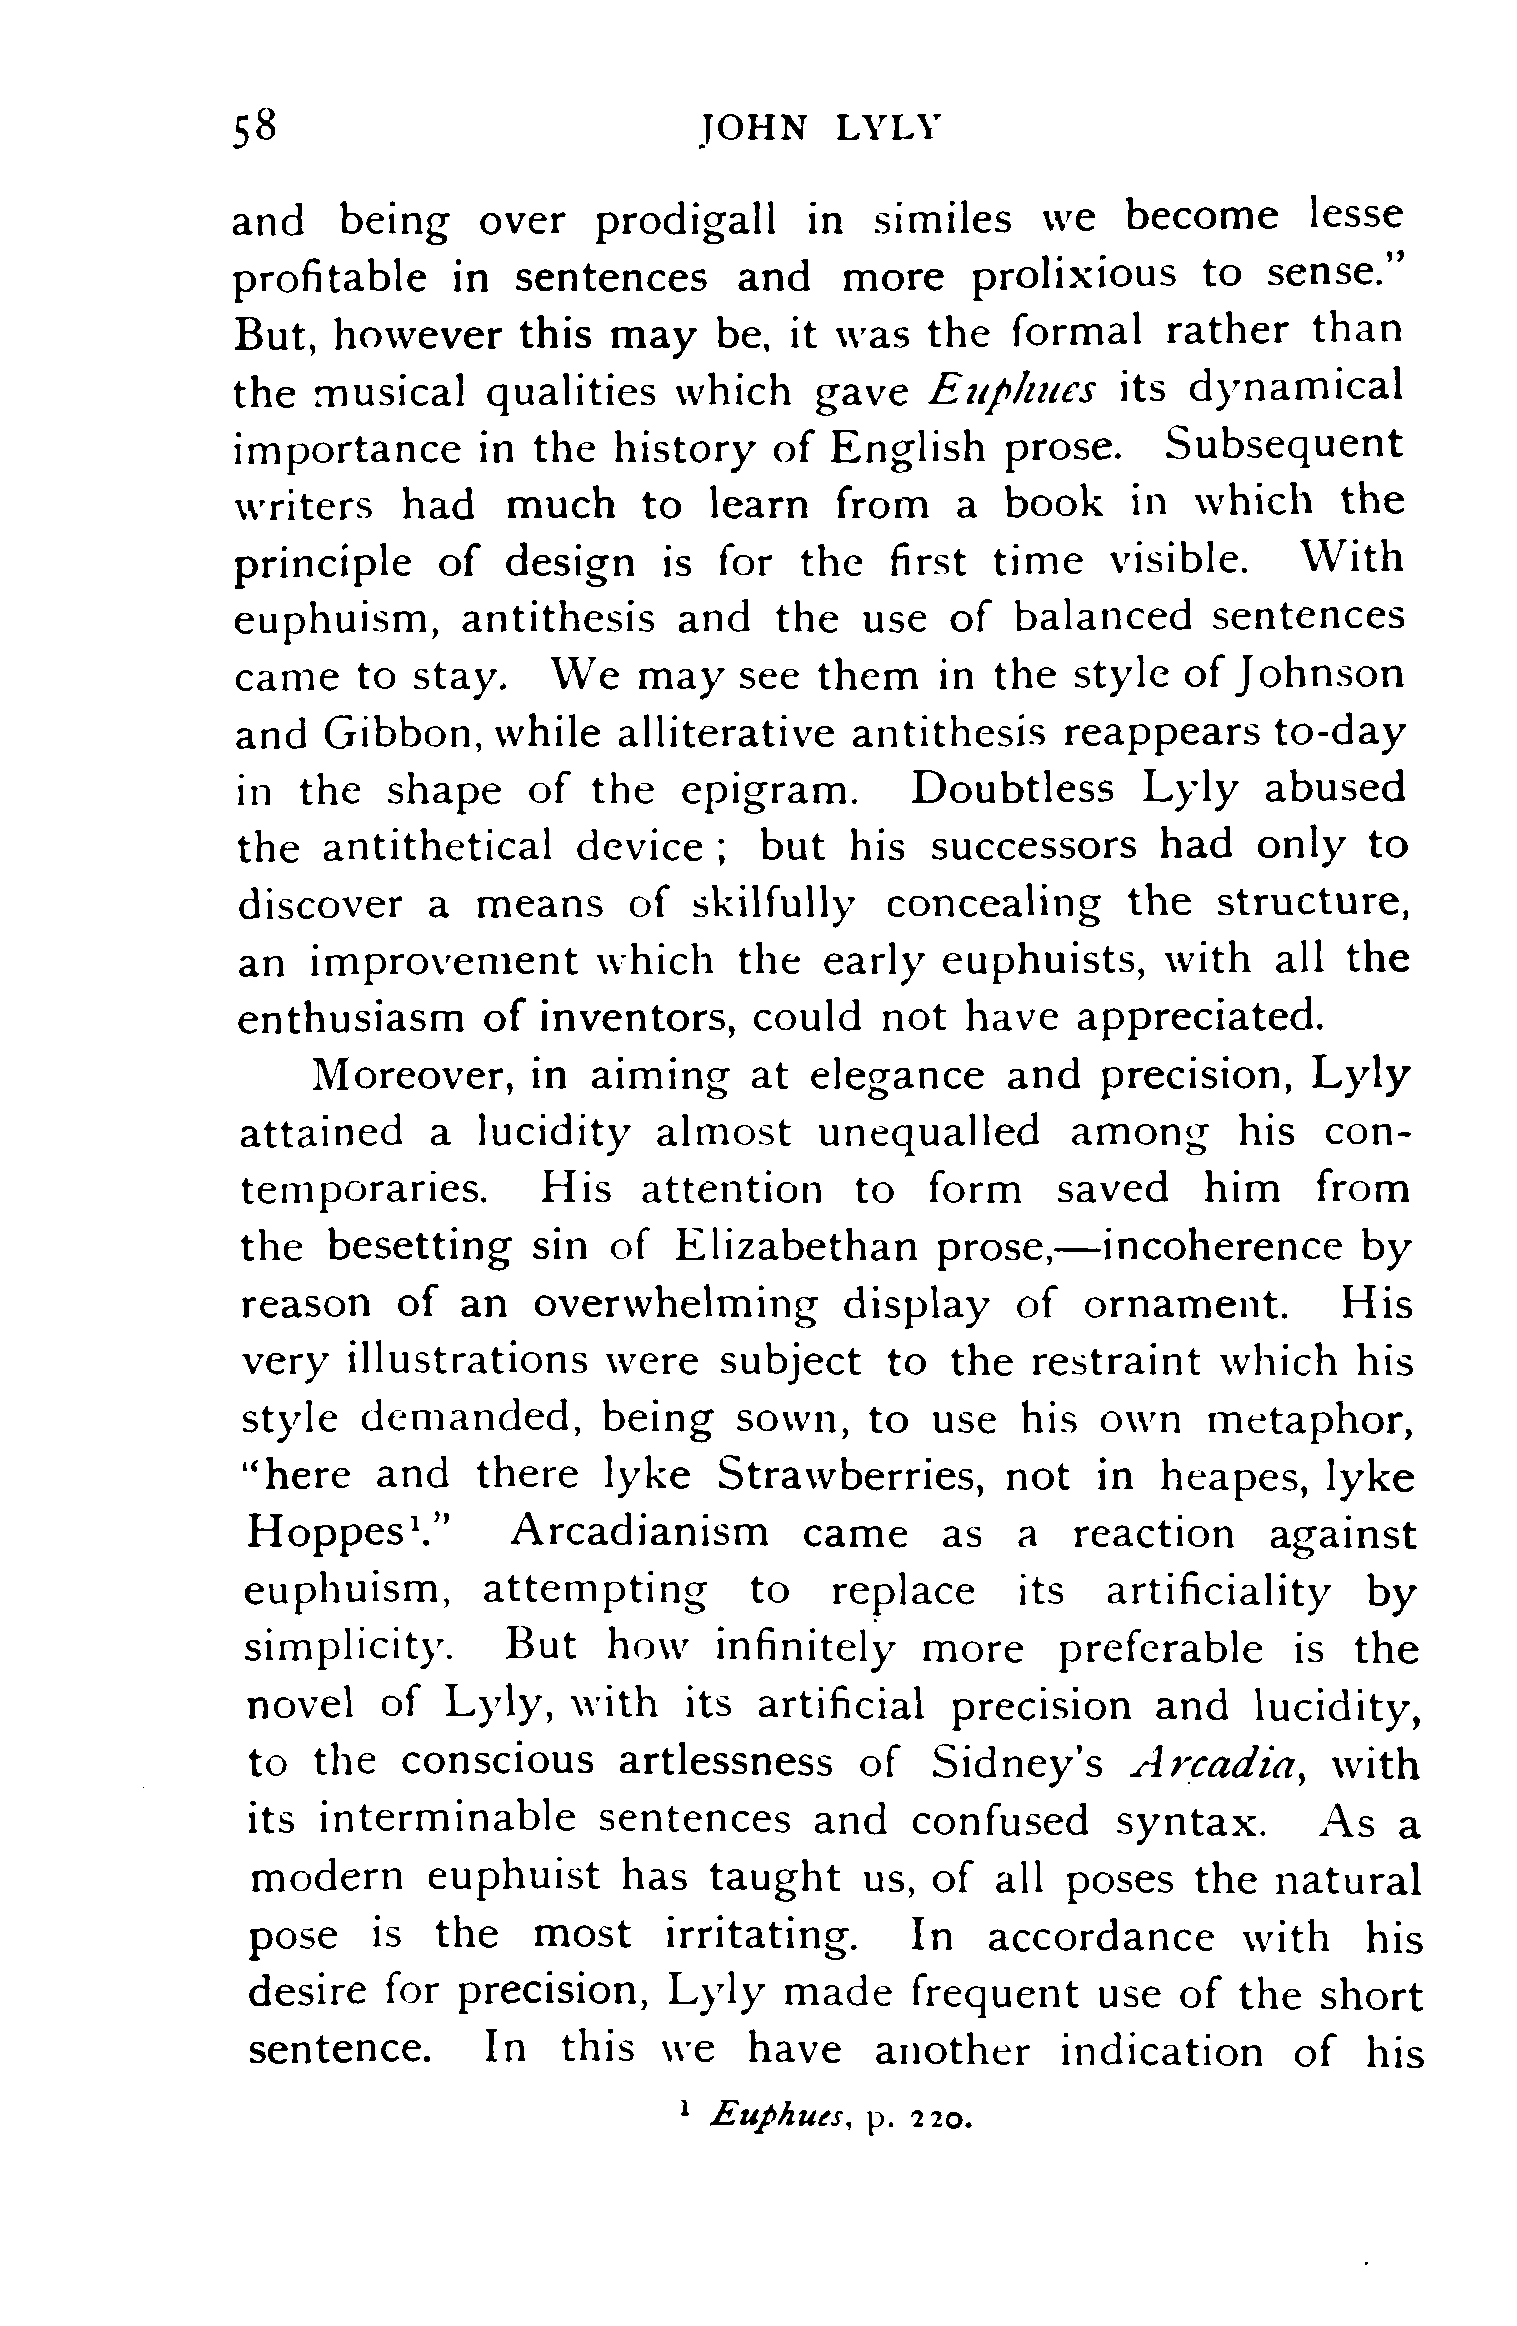 58 JOHN LYLY
and being over prodigall in similes we become lesse
profitable in sentences and more prolixious to sense."
But, however this may be, it was the formal rather than
the musical qualities which gave Euphues its dynamical
importance in the history of English prose. Subsequent
writers had much to learn from a book in which the
principle of design is for the first time visible. With
euphuism, antithesis and the use of balanced sentences
came to stay. We may see them in the style of Johnson
and Gibbon, while alliterative antithesis reappears to-day
in the shape of the epigram. Doubtless Lyly abused
the antithetical device; but his successors had only to
discover a means of skilfully concealing the structure,
an improvement which the early euphuists, with all the
enthusiasm of inventors, could not have appreciated.
Moreover, in aiming at elegance and precision, Lyly
attained a lucidity almost unequalled among his con-
temporaries. His attention to form saved him from
the besetting sin of Elizabethan prose,—incoherence by
reason of an overwhelming display of ornament. His
very illustrations were subject to the restraint which his
style demanded, being sown, to use his own metaphor,
"here and there lyke Strawberries, not in heapes, lyke
Hoppes¹." Arcadianism came as a reaction against
euphuism, attempting to replace its artificiality by
simplicity. But how infinitely more preferable is the
novel of Lyly, with its artificial precision and lucidity,
to the conscious artlessness of Sidney's Arcadia, with
its interminable sentences and confused syntax. As a
modern euphuist has taught us, of all poses the natural
pose is the most irritating. In accordance with his
desire for precision, Lyly made frequent use of the short
sentence. In this we have another indication of his
¹ Euphues, p. 220.